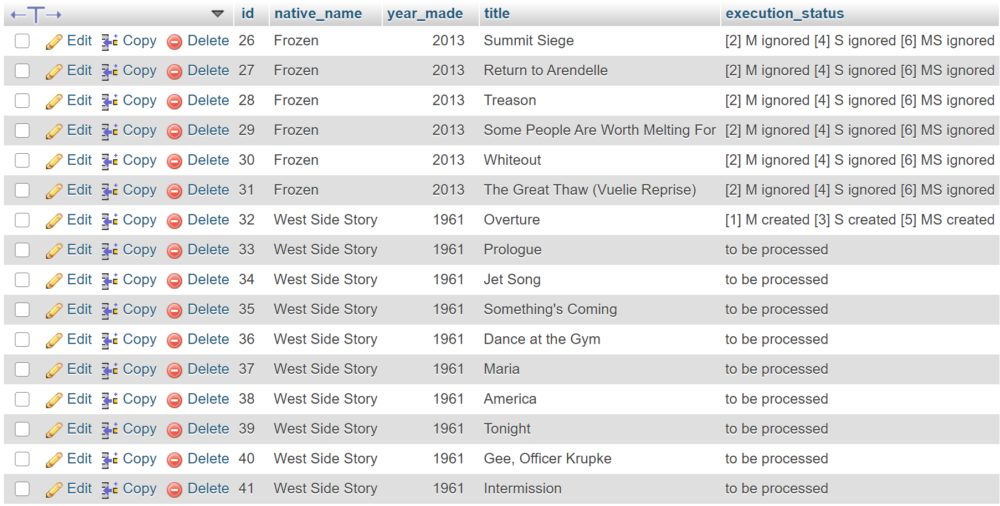 id native_name year_made title execution_status
Edit Copy Delete 26 Frozen 2013 Summit Siege [2] M ignored [4] S ignored [6] MS ignored
Edit Copy Delete 27 Frozen 2013 Return to Arendelle [2] M ignored [4] S ignored [6] MS ignored
Edit Copy Delete 28 Frozen 2013 Treason [2] M ignored [4] S ignored [6] MS ignored
Edit Copy Delete 29 Frozen 2013 Some People Are Worth Melting For [2] M ignored [4] S ignored [6] MS ignored
Edit Copy Delete 30 Frozen 2013 Whiteout [2] M ignored [4] S ignored [6] MS ignored
Edit Copy Delete 31 Frozen 2013 The Great Thaw (Vuelie Reprise) [2] M ignored [4] S ignored [6] MS ignored
Edit Copy Delete 32 West Side Story 1961 Overture [1] M created [3] S created [5] MS created
Edit Copy Delete 33 West Side Story 1961 Prologue to be processed
Edit Copy Delete 34 West Side Story 1961 Jet Song to be processed
Edit Copy Delete 35 West Side Story 1961 Something's Coming to be processed
Edit Copy Delete 36 West Side Story 1961 Dance at the Gym to be processed
Edit Copy Delete 37 West Side Story 1961 Maria to be processed
Edit Copy Delete 38 West Side Story 1961 America to be processed
Edit Copy Delete 39 West Side Story 1961 Tonight to be processed
Edit Copy Delete 40 West Side Story 1961 Gee, Officer Krupke to be processed
Edit Copy Delete 41 West Side Story 1961 Intermission to be processed